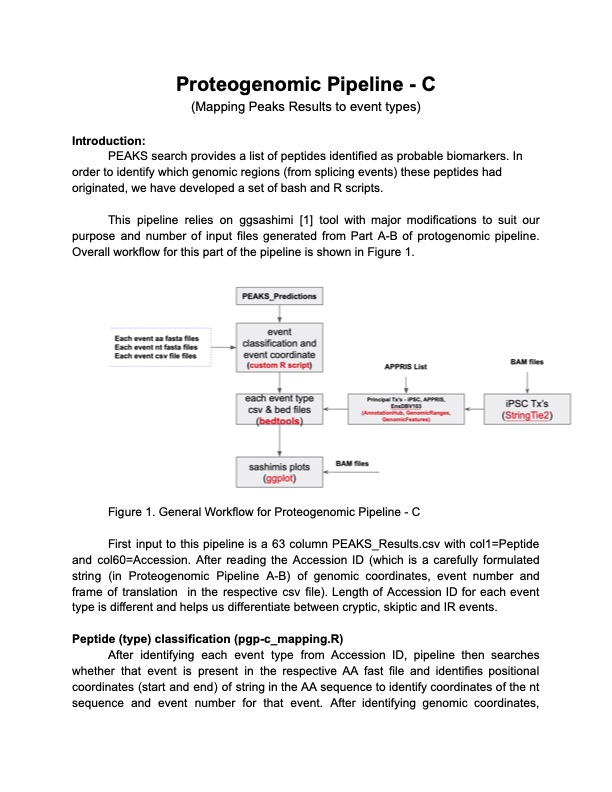 Proteogenomic Pipeline - C
(Mapping Peaks Results to event types)
Introduction:
PEAKS search provides a list of peptides identified as probable biomarkers. In
order to identify which genomic regions (from splicing events) these peptides had
originated, we have developed a set of bash and R scripts.
This pipeline relies on ggsashimi [1] tool with major modifications to suit our
purpose and number of input files generated from Part A-B of protogenomic pipeline.
Overall workflow for this part of the pipeline is shown in Figure 1.
PEAKS_Predictions
Each event aa fasta files
Each event nt fasta files
Each event csv file files
event
classification and
event coordinate
(custom R script)
APPRIS List
BAM files
each event type
csv & bed files
(bedtools)
Principal Tx's - iPSC, APPRIS,
EnsDBV103
(AnnotationHub, GenomicRanges,
GenomicFeatures)
iPSC Tx's
(StringTie2)
sashimis plots
(ggplot)
BAM files
Figure 1. General Workflow for Proteogenomic Pipeline - C
First input to this pipeline is a 63 column PEAKS_Results.csv with col1=Peptide
and col60=Accession. After reading the Accession ID (which is a carefully formulated
string (in Proteogenomic Pipeline A-B) of genomic coordinates, event number and
frame of translation in the respective csv file). Length of Accession ID for each event
type is different and helps us differentiate between cryptic, skiptic and IR events.
Peptide (type) classification (pgp-c_mapping.R)
After identifying each event type from Accession ID, pipeline then searches
whether that event is present in the respective AA fast file and identifies positional
coordinates (start and end) of string in the AA sequence to identify coordinates of the nt
sequence and event number for that event. After identifying genomic coordinates,